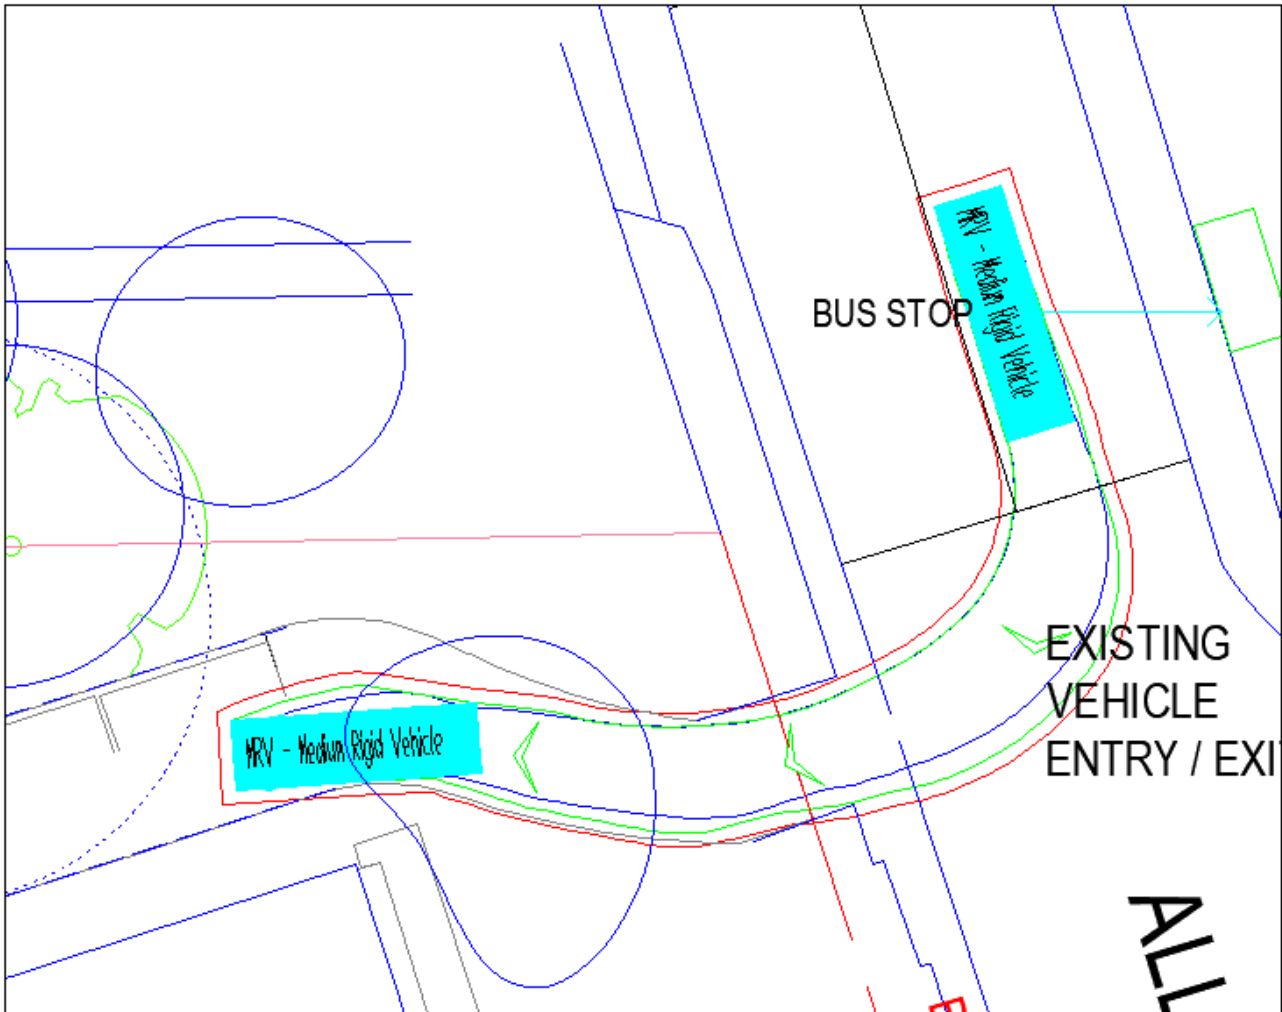 MRV - Medium Rigid Vehicle
BUS STOP
EXISTING
VEHICLE
ENTRY / EXI
MRV - Medium Rigid Vehicle
ALL